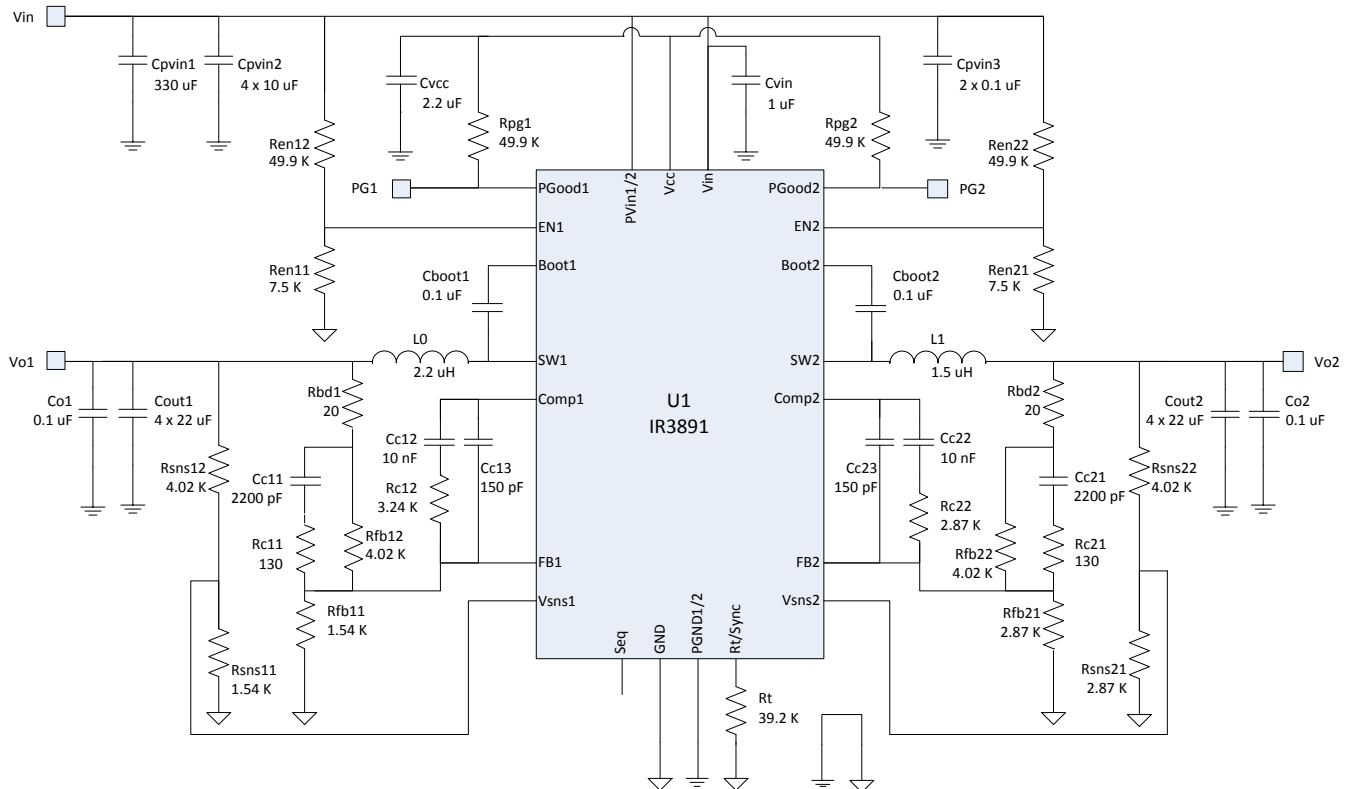 Vin
Cpvin1
330 uF
Cpvin2
4 x 10 uF
Cvcc
2.2 uF
Cvin
1 uF
Cpvin3
2 x 0.1 uF
Rpg1
49.9 K
Rpg2
49.9 K
Ren12
49.9 K
Ren22
49.9 K
PG1
PG2
PGood1
PVin1/2
Vcc
Vin
PGood2
EN1
EN2
Ren11
7.5 K
Boot1
Boot2
Ren21
7.5 K
Cboot1
0.1 uF
Cboot2
0.1 uF
Vo1
L0
2.2 uH
SW1
SW2
L1
1.5 uH
Vo2
Co1
0.1 uF
Cout1
4 x 22 uF
Rbd1
20
Comp1
U1
IR3891
Comp2
Rbd2
20
Cout2
4 x 22 uF
Co2
0.1 uF
Rsns12
4.02 K
Cc11
2200 pF
Cc12
10 nF
Cc13
150 pF
Rc12
3.24 K
Cc23
150 pF
Cc22
10 nF
Rc22
2.87 K
Cc21
2200 pF
Rsns22
4.02 K
Rc11
130
Rfb12
4.02 K
FB1
FB2
Rfb22
4.02 K
Rc21
130
Vsns1
Vsns2
Rfb11
1.54 K
Rfb21
2.87 K
Rsns11
1.54 K
Rsns21
2.87 K
Seq
GND
PGND1/2
Rt/Sync
Rt
39.2 K